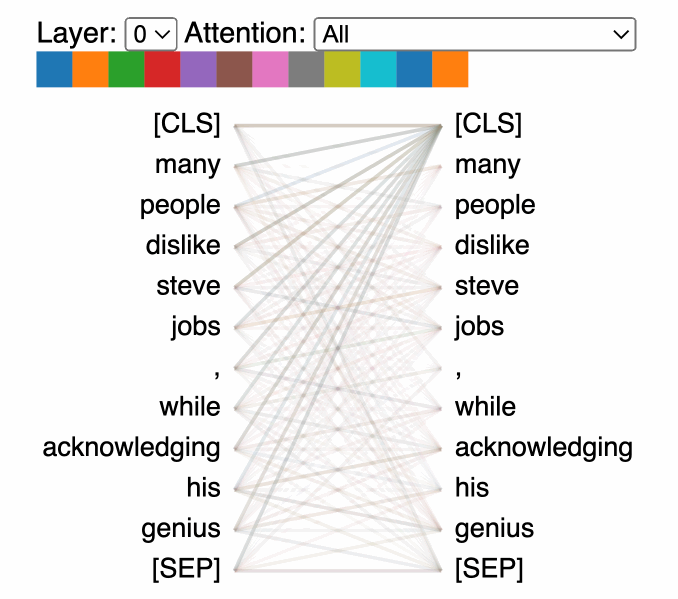 Layer: 0 Attention: All
[CLS] [CLS]
many many
people people
dislike dislike
steve steve
jobs jobs
, ,
while while
acknowledging acknowledging
his his
genius genius
[SEP] [SEP]